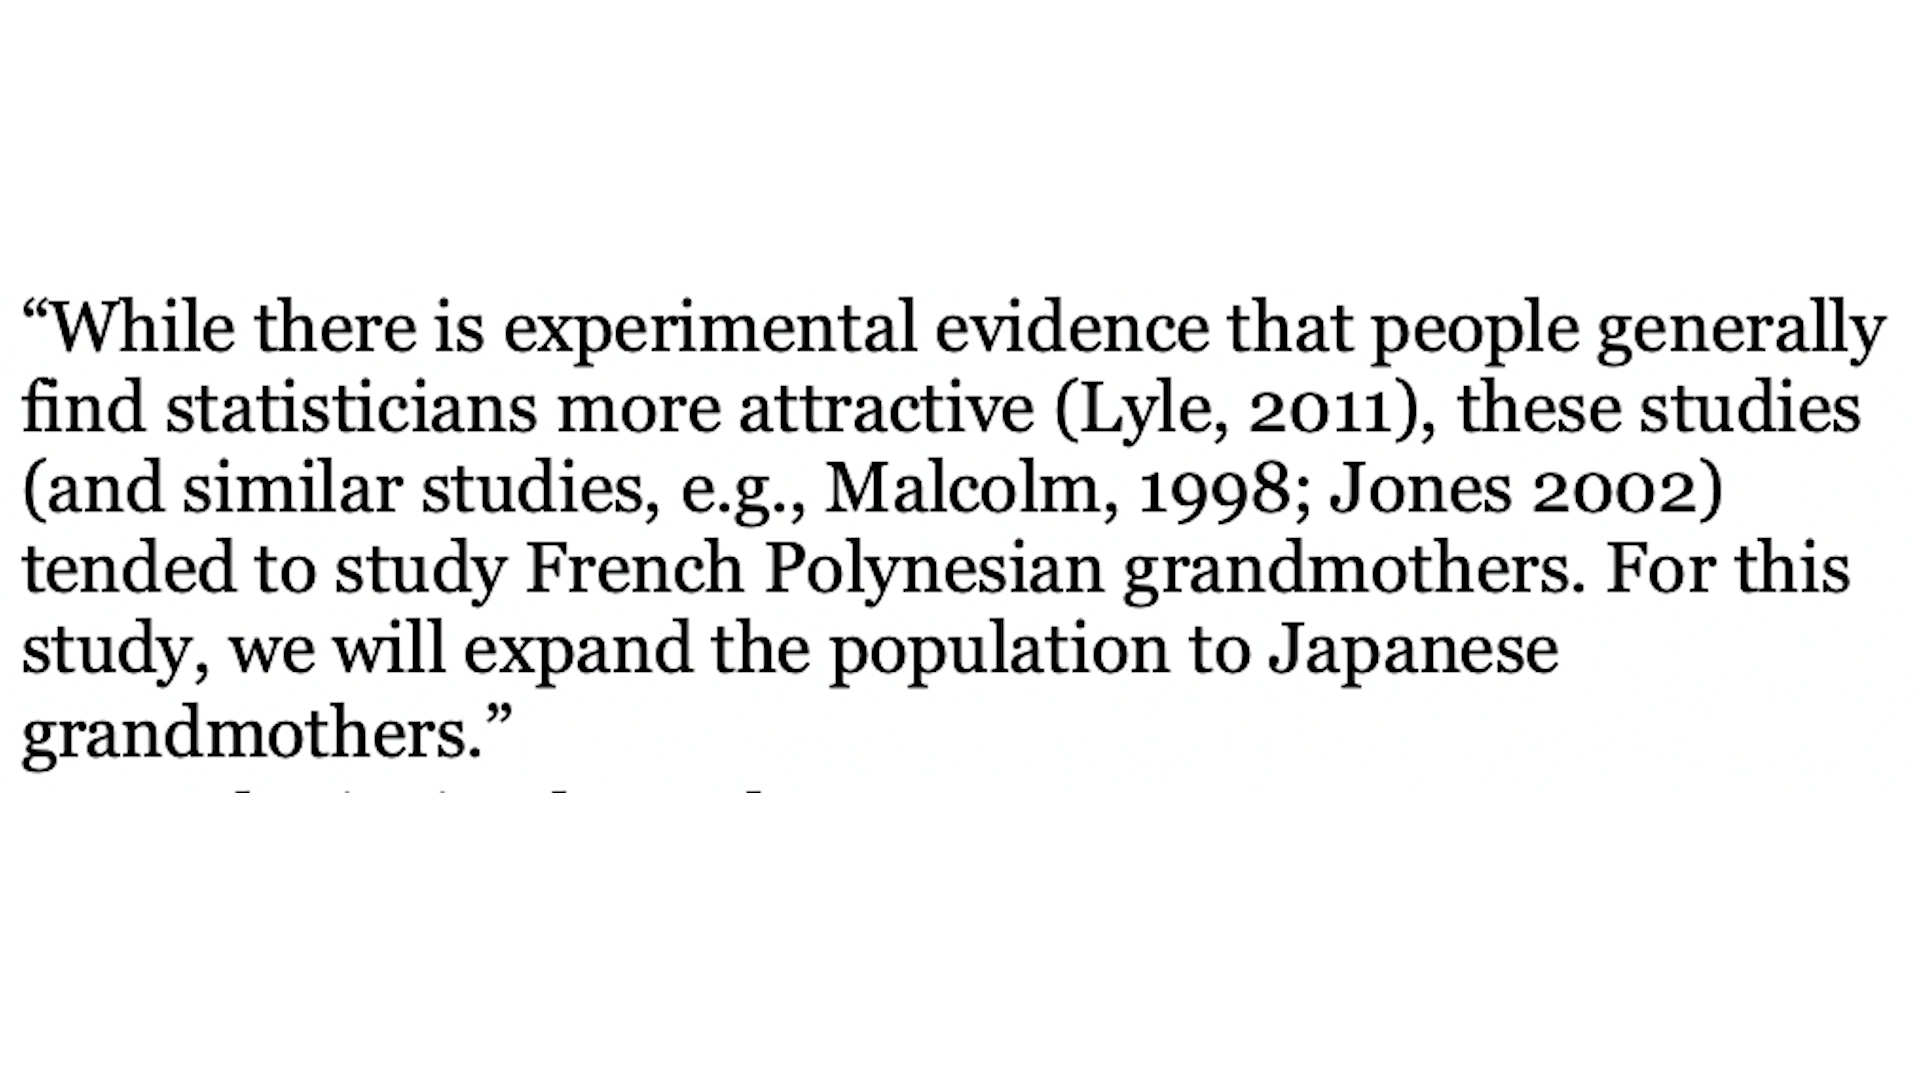 “While there is experimental evidence that people generally
find statisticians more attractive (Lyle, 2011), these studies
(and similar studies, e.g., Malcolm, 1998; Jones 2002)
tended to study French Polynesian grandmothers. For this
study, we will expand the population to Japanese
grandmothers.”